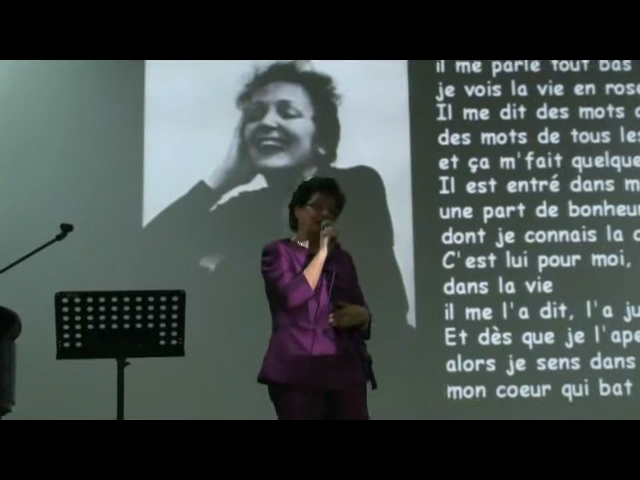 il me parle tout bas
je vois la vie en rose
Il me dit des mots
des mots de tous les
et ça m'fait quelque
Il est entré dans
une part de bonheur
dont je connais la
C'est lui pour moi,
dans la vie
il me l'a dit, l'a
Et dès que je
alors je sens dans
mon coeur qui bat